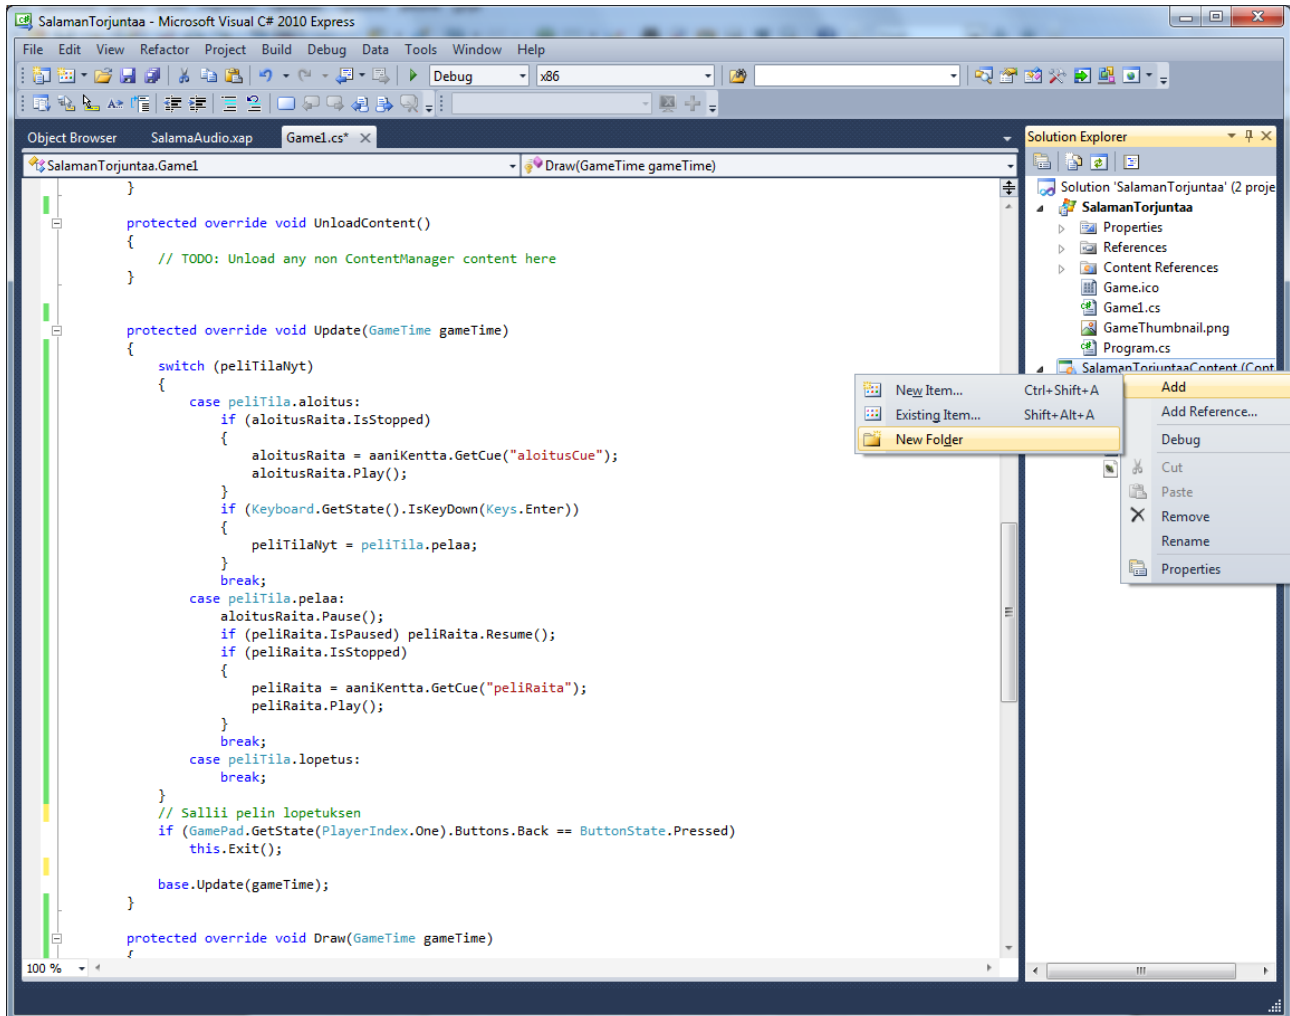 SalamanTorjuntaa - Microsoft Visual C# 2010 Express
File Edit View Refactor Project Build Debug Data Tools Window Help
Debug x86
Object Browser SalamaAudio.xap Game1.cs*
SalamanTorjuntaa.Game1 Draw(GameTime gameTime)
}
protected override void UnloadContent()
{
// TODO: Unload any non ContentManager content here
}
protected override void Update(GameTime gameTime)
{
switch (peliTilaNyt)
{
case peliTila.aloitus:
if (aloitusRaita.IsStopped)
{
aloitusRaita = aaniKentta.GetCue("aloitusCue");
aloitusRaita.Play();
}
if (Keyboard.GetState().IsKeyDown(Keys.Enter))
{
peliTilaNyt = peliTila.pelaa;
}
break;
case peliTila.pelaa:
aloitusRaita.Pause();
if (peliRaita.IsPaused) peliRaita.Resume();
if (peliRaita.IsStopped)
{
peliRaita = aaniKentta.GetCue("peliRaita");
peliRaita.Play();
}
break;
case peliTila.lopetus:
break;
}
// Sallii pelin lopetuksen
if (GamePad.GetState(PlayerIndex.One).Buttons.Back == ButtonState.Pressed)
this.Exit();
base.Update(gameTime);
}
protected override void Draw(GameTime gameTime)
{
100 %
Solution Explorer
Solution 'SalamanTorjuntaa' (2 proje
SalamanTorjuntaa
Properties
References
Content References
Game.ico
Game1.cs
GameThumbnail.png
Program.cs
SalamanTorjuntaaContent (Cont
New Item... Ctrl+Shift+A
Existing Item... Shift+Alt+A
New Folder
Add
Add Reference...
Debug
Cut
Paste
Remove
Rename
Properties